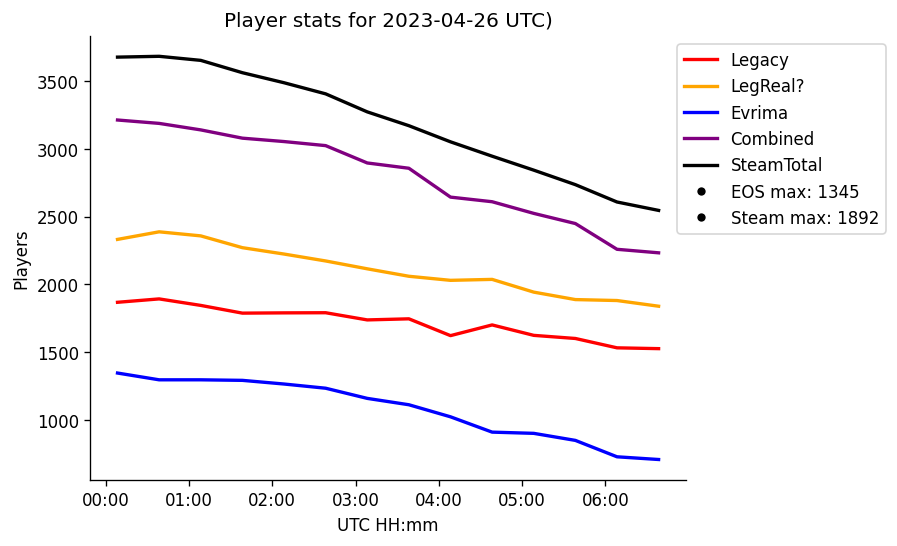 Player stats for 2023-04-26 UTC)
Legacy
LegReal?
Evrima
Combined
SteamTotal
EOS max: 1345
Steam max: 1892
Players
3500
3000
2500
2000
1500
1000
00:00 01:00 02:00 03:00 04:00 05:00 06:00
UTC HH:mm